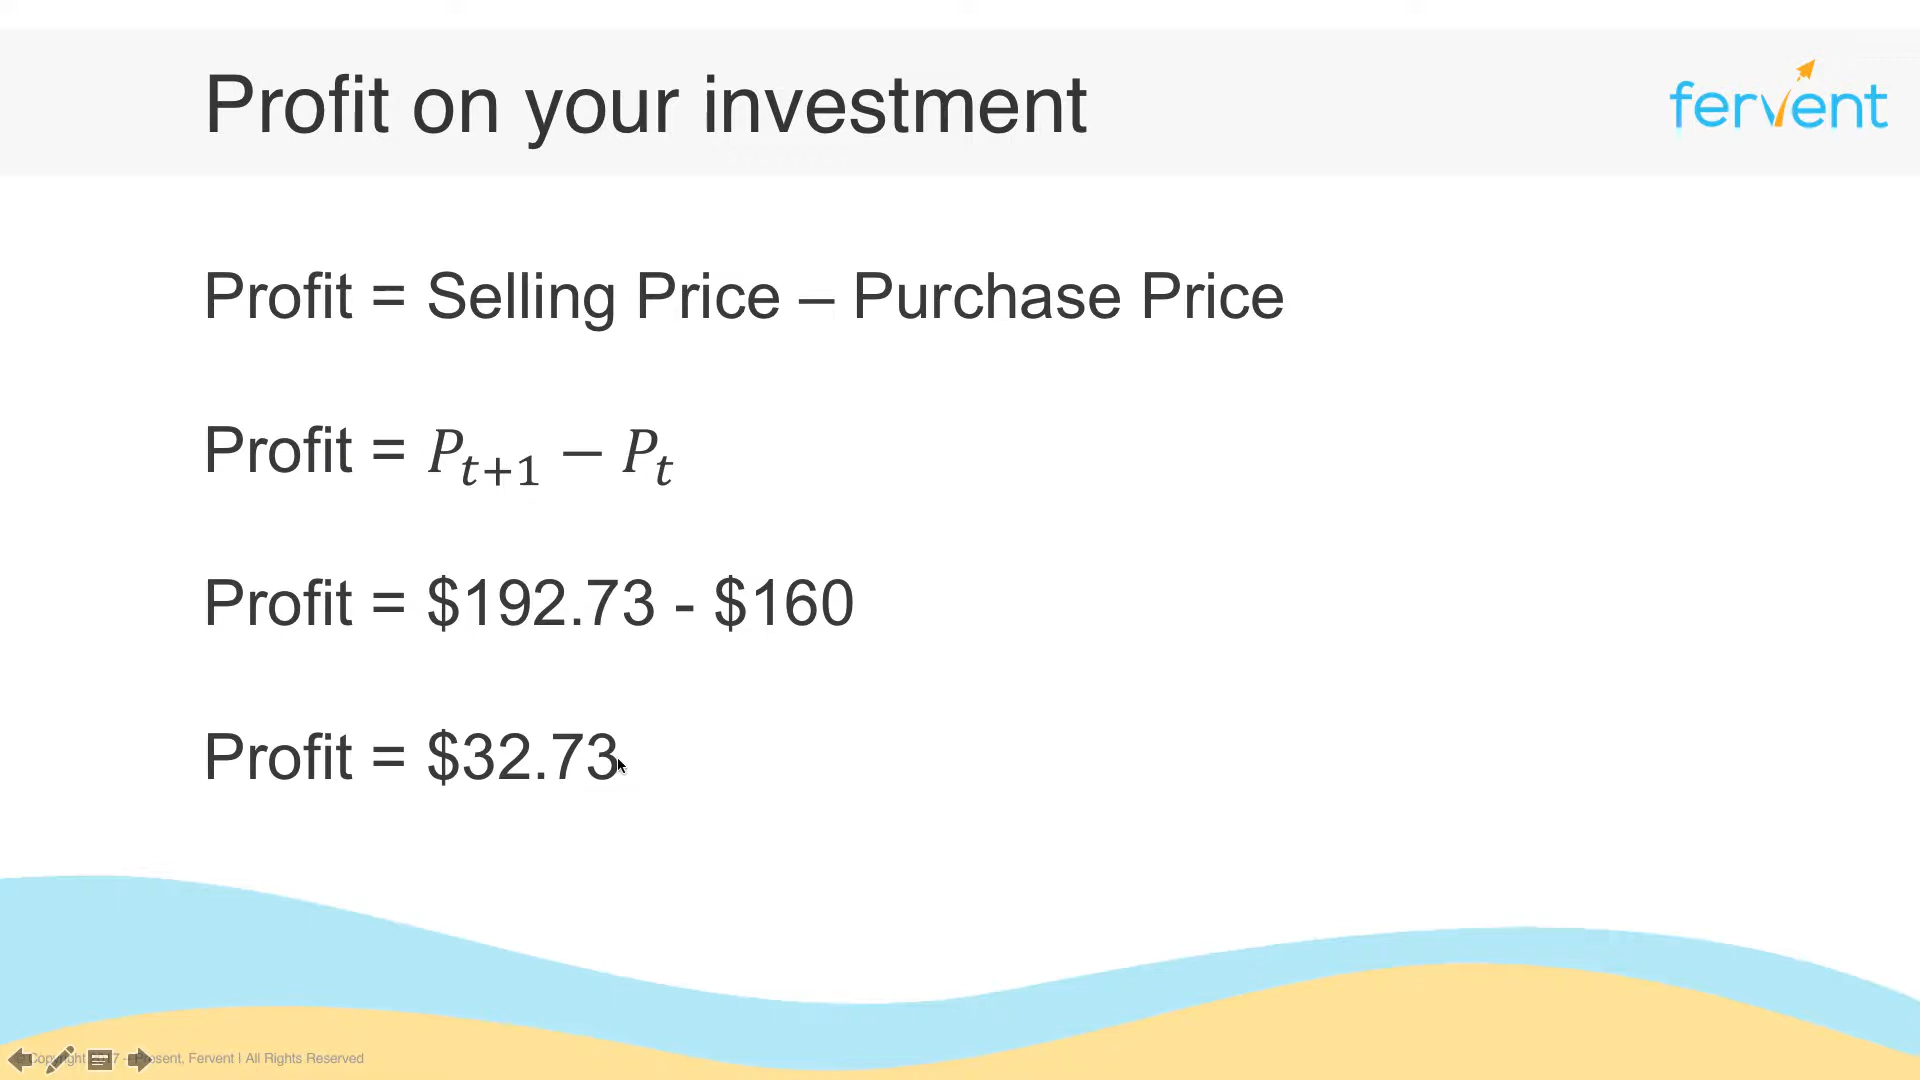 Profit on your investment
fervent
Profit = Selling Price – Purchase Price
Profit = P_{t+1} − P_t
Profit = $192.73 - $160
Profit = $32.73
Present, Fervent | All Rights Reserved